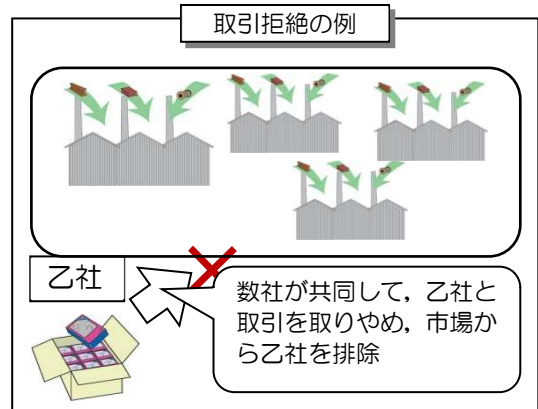 取引拒絶の例
乙社
数社が共同して，乙社と
取引を取りやめ，市場か
ら乙社を排除